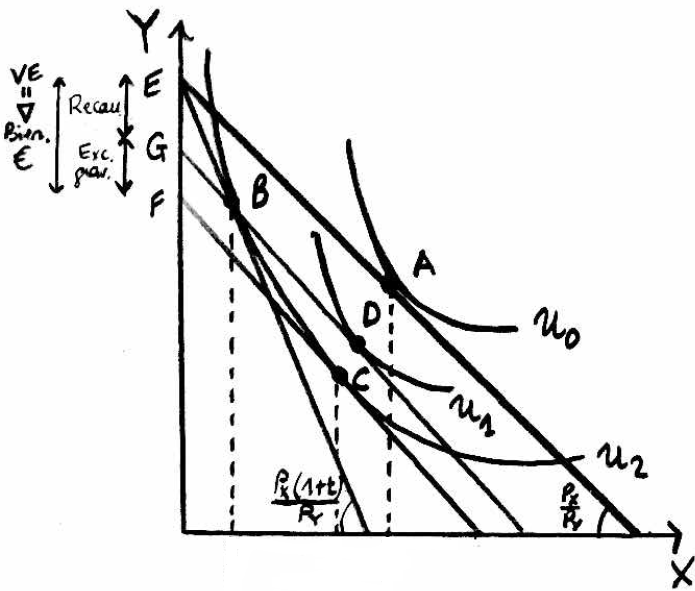 Y
VE
=
∇
Bien.
€
Recau
Exc.
grav.
E
G
F
B
A
D
C
u0
u1
u2
Px(1+t)
Py
Px
Py
X